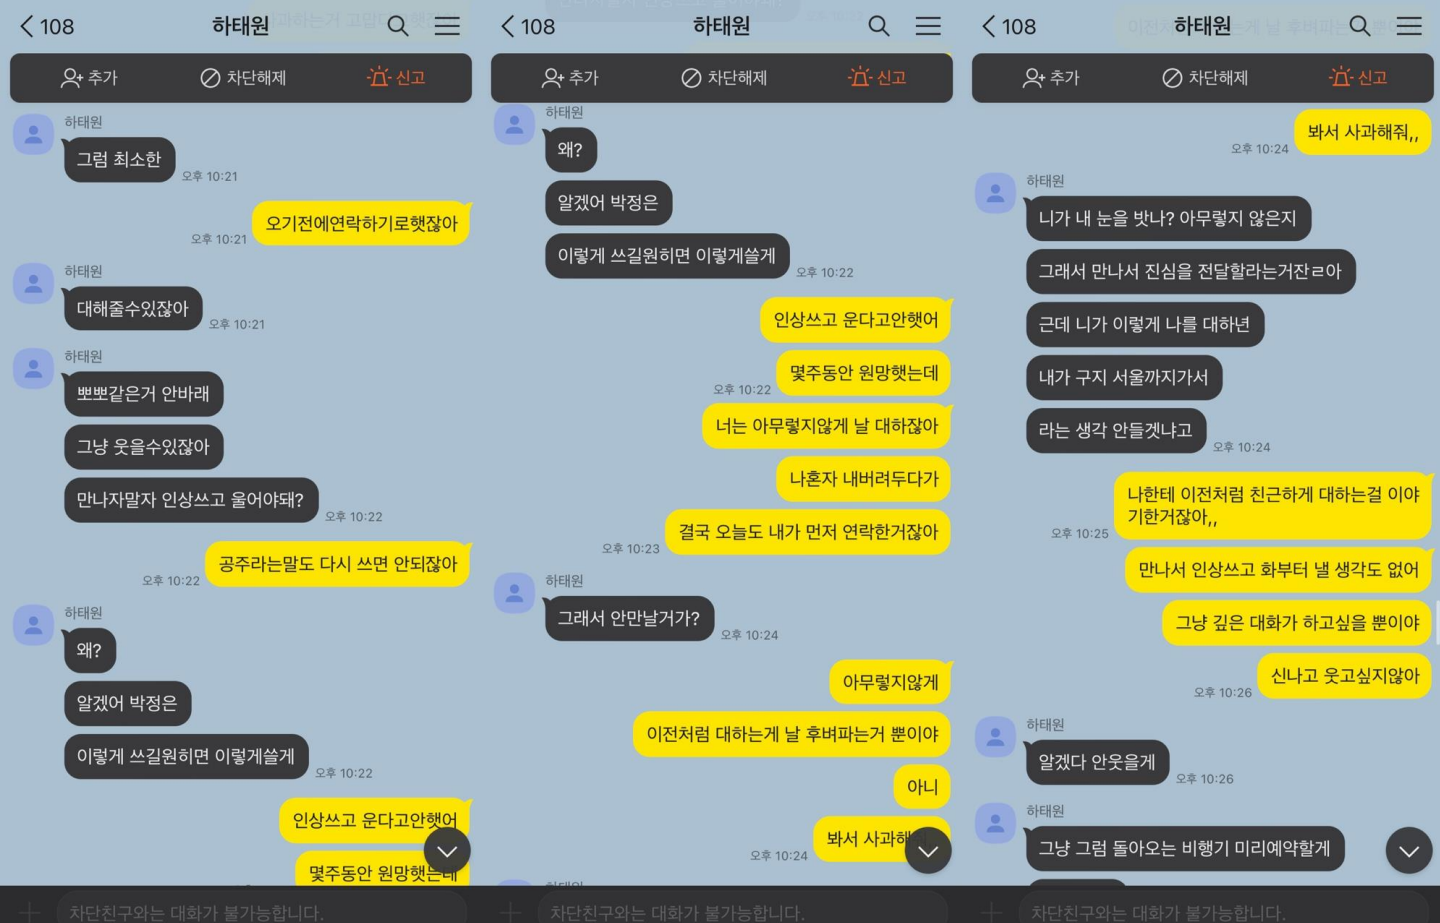 108
하태원
추가
차단해제
신고
하태원
그럼 최소한
오후 10:21
오기전에연락하기로햇잖아
오후 10:21
하태원
대해줄수있잖아
오후 10:21
하태원
뽀뽀같은거 안바래
그냥 웃을수있잖아
만나자말자 인상쓰고 울어야돼?
오후 10:22
공주라는말도 다시 쓰면 안되잖아
오후 10:22
하태원
왜?
알겠어 박정은
이렇게 쓰길원히면 이렇게쓸게
오후 10:22
인상쓰고 운다고안햇어
몇주동안 원망햇는데
차단친구와는 대화가 불가능합니다.
108
하태원
추가
차단해제
신고
하태원
왜?
알겠어 박정은
이렇게 쓰길원히면 이렇게쓸게
오후 10:22
인상쓰고 운다고안햇어
몇주동안 원망햇는데
오후 10:22
너는 아무렇지않게 날 대하잖아
나혼자 내버려두다가
결국 오늘도 내가 먼저 연락한거잖아
오후 10:23
하태원
그래서 안만날거가?
오후 10:24
아무렇지않게
이전처럼 대하는게 날 후벼파는거 뿐이야
아니
봐서 사과해
오후 10:24
하태원
차단친구와는 대화가 불가능합니다.
108
하태원
추가
차단해제
신고
봐서 사과해줘,,
오후 10:24
하태원
니가 내 눈을 밧나? 아무렇지 않은지
그래서 만나서 진심을 전달할라는거잔ㄹ아
근데 니가 이렇게 나를 대하년
내가 구지 서울까지가서
라는 생각 안들겟냐고
오후 10:24
나한테 이전처럼 친근하게 대하는걸 이야
기한거잖아,,
오후 10:25
만나서 인상쓰고 화부터 낼 생각도 없어
그냥 깊은 대화가 하고싶을 뿐이야
신나고 웃고싶지않아
오후 10:26
하태원
알겠다 안웃을게
오후 10:26
하태원
그냥 그럼 돌아오는 비행기 미리예약할게
차단친구와는 대화가 불가능합니다.